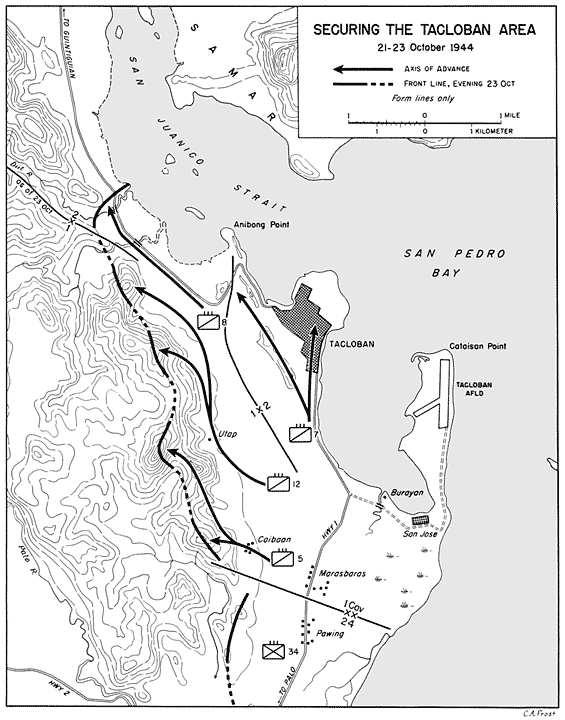 SECURING THE TACLOBAN AREA
21-23 October 1944
AXIS OF ADVANCE
FRONT LINE, EVENING 23 OCT
Form lines only
1 0 1 MILE
1 0 1 KILOMETER
TO GUINTIGUIAN
SAMAR
SAN JUANICO STRAIT
Diit R.
OG OF 23 OCT
2
X
1
Anibong Point
SAN PEDRO
BAY
8
TACLOBAN
Cataisan Point
TACLOBAN
AFLD
1 X 2
7
Utap
12
Burayan
San Jose
HWY 1
Caibaan
5
Palo R.
Marasbaras
1 Cav
XX
24
Pawing
34
HWY 2
TO PALO
C.A. Frost